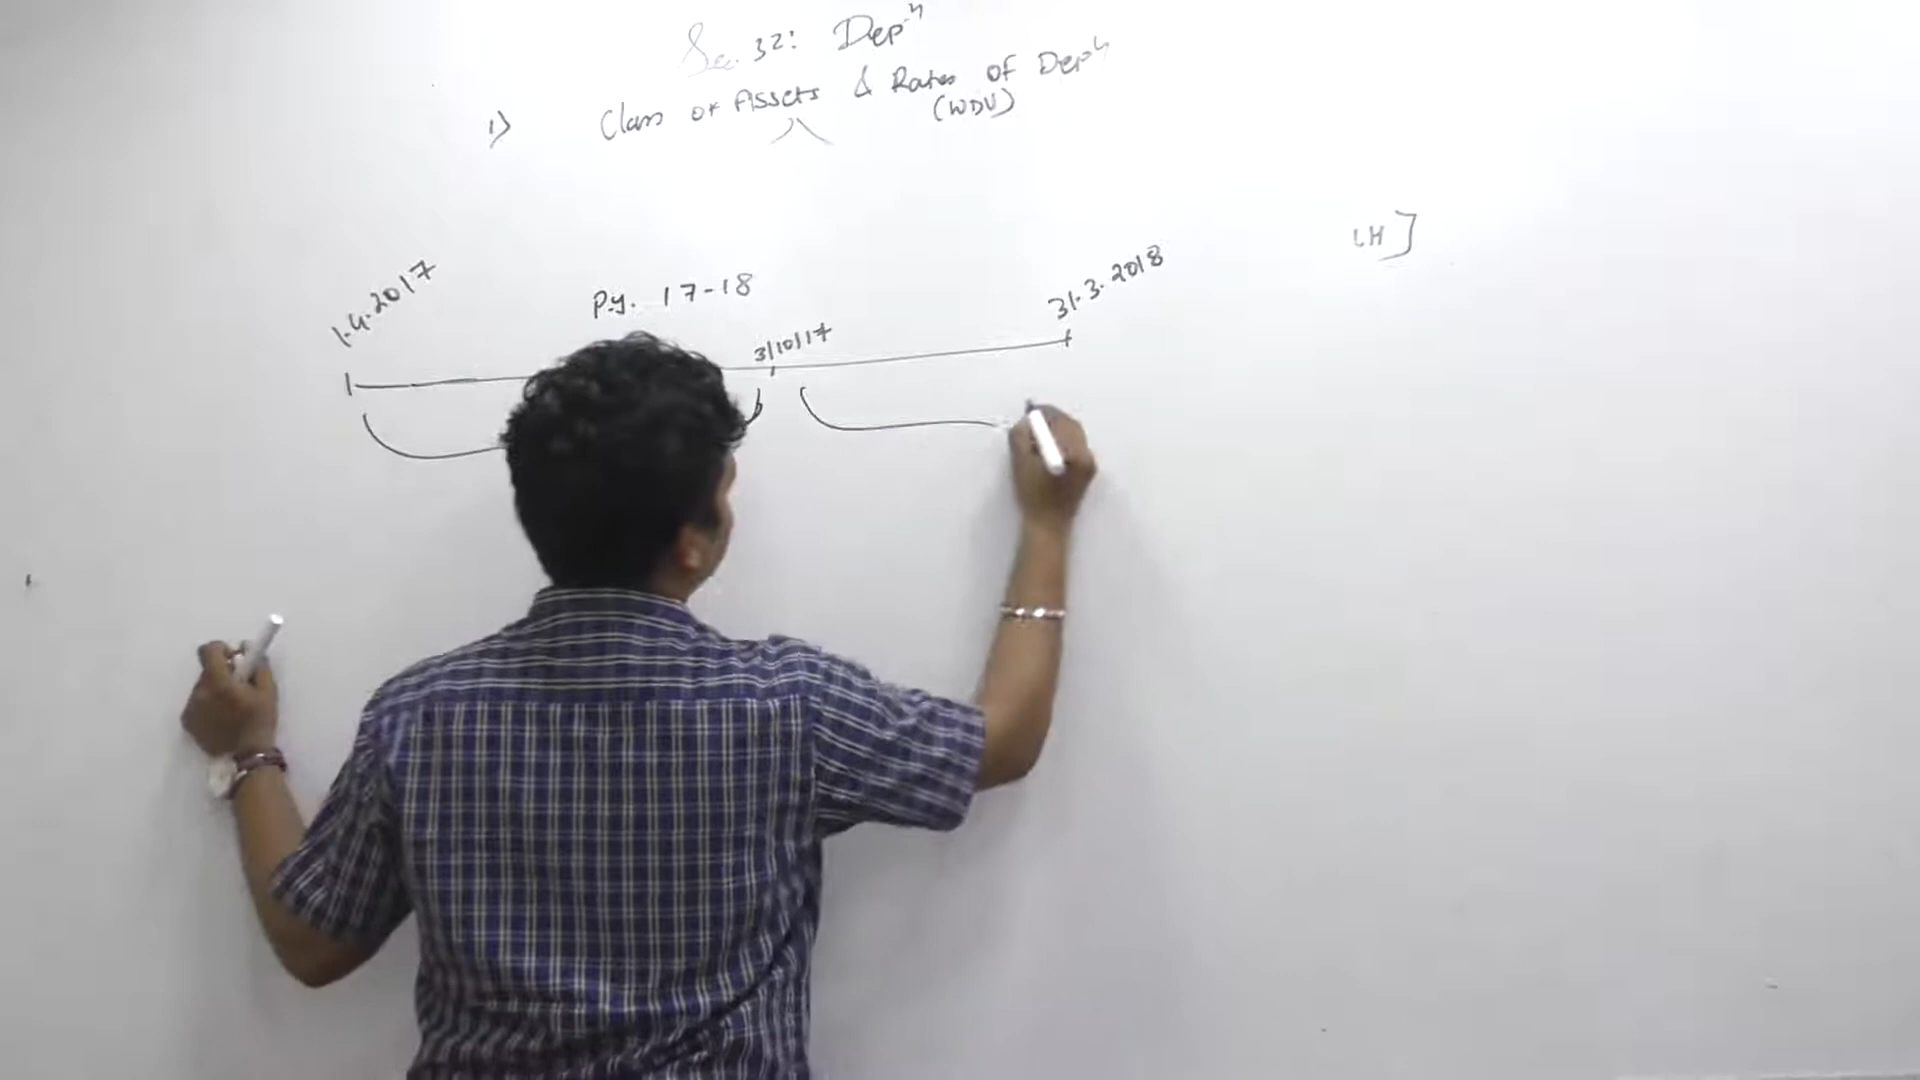 Sec. 32: Depⁿ
1) Class of Assets & Rates of Depⁿ
(WDV)
LH]
1.4.2017
P.y. 17-18
3/10/17
31.3.2018